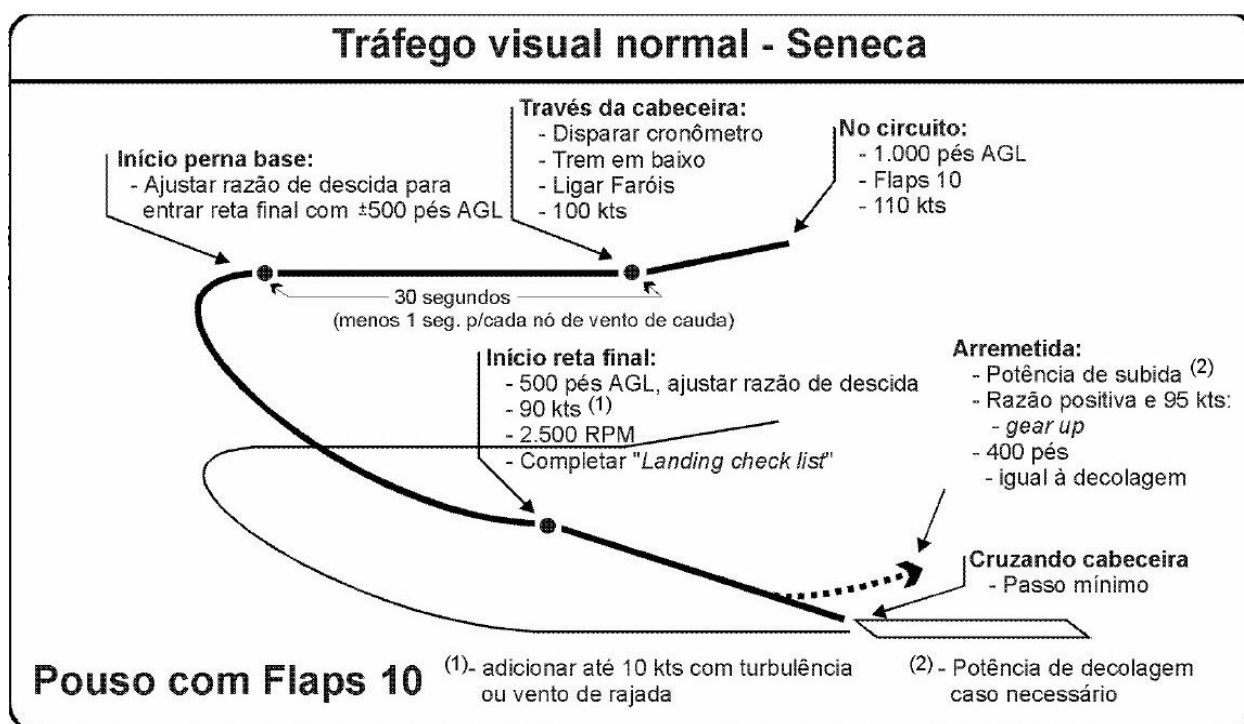 Tráfego visual normal - Seneca
Través da cabeceira:
- Disparar cronômetro
- Trem em baixo
- Ligar Faróis
- 100 kts
No circuito:
- 1.000 pés AGL
- Flaps 10
- 110 kts
Início perna base:
- Ajustar razão de descida para
entrar reta final com ±500 pés AGL
30 segundos
(menos 1 seg. p/cada nó de vento de cauda)
Início reta final:
- 500 pés AGL, ajustar razão de descida
- 90 kts (1)
- 2.500 RPM
- Completar "Landing check list"
Arremetida:
- Potência de subida (2)
- Razão positiva e 95 kts:
- gear up
- 400 pés
- igual à decolagem
Cruzando cabeceira
- Passo mínimo
Pouso com Flaps 10
(1)- adicionar até 10 kts com turbulência
ou vento de rajada
(2)- Potência de decolagem
caso necessário